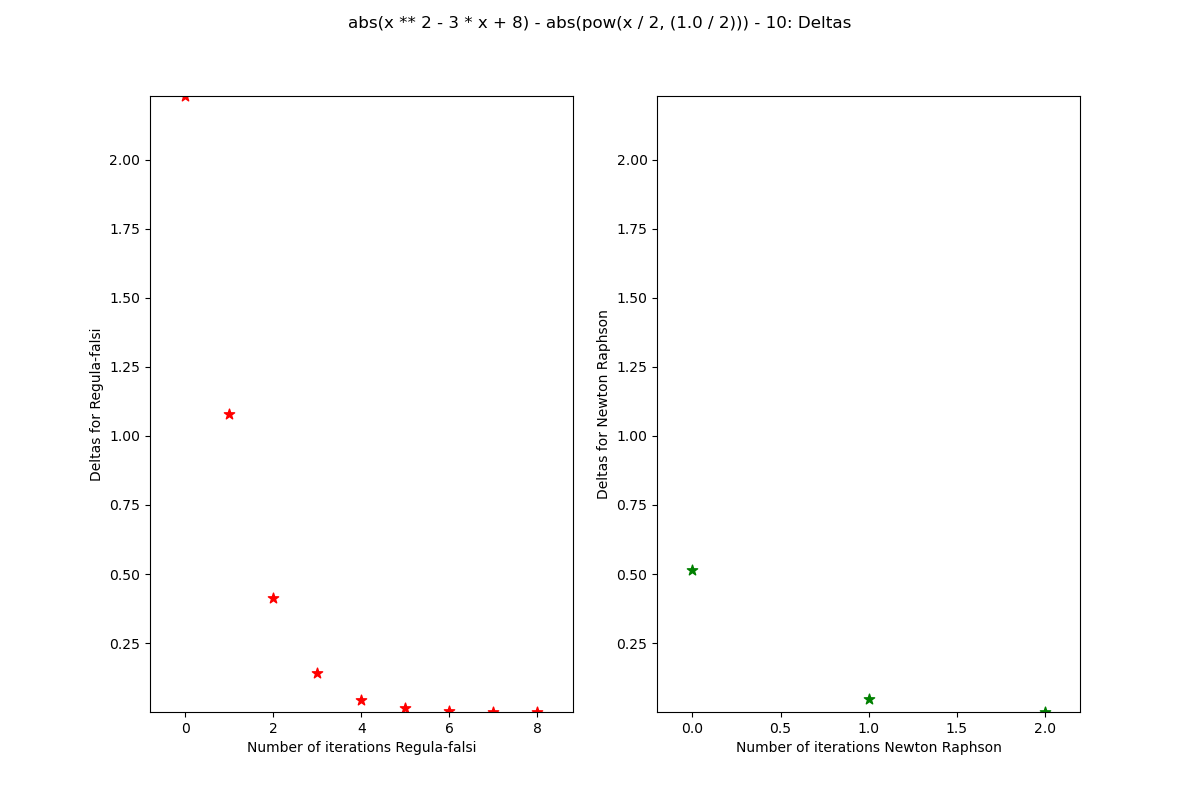 abs(x ** 2 - 3 * x + 8) - abs(pow(x / 2, (1.0 / 2))) - 10: Deltas
Deltas for Regula-falsi
2.00
1.75
1.50
1.25
1.00
0.75
0.50
0.25
0 2 4 6 8
Number of iterations Regula-falsi
Deltas for Newton Raphson
2.00
1.75
1.50
1.25
1.00
0.75
0.50
0.25
0.0 0.5 1.0 1.5 2.0
Number of iterations Newton Raphson